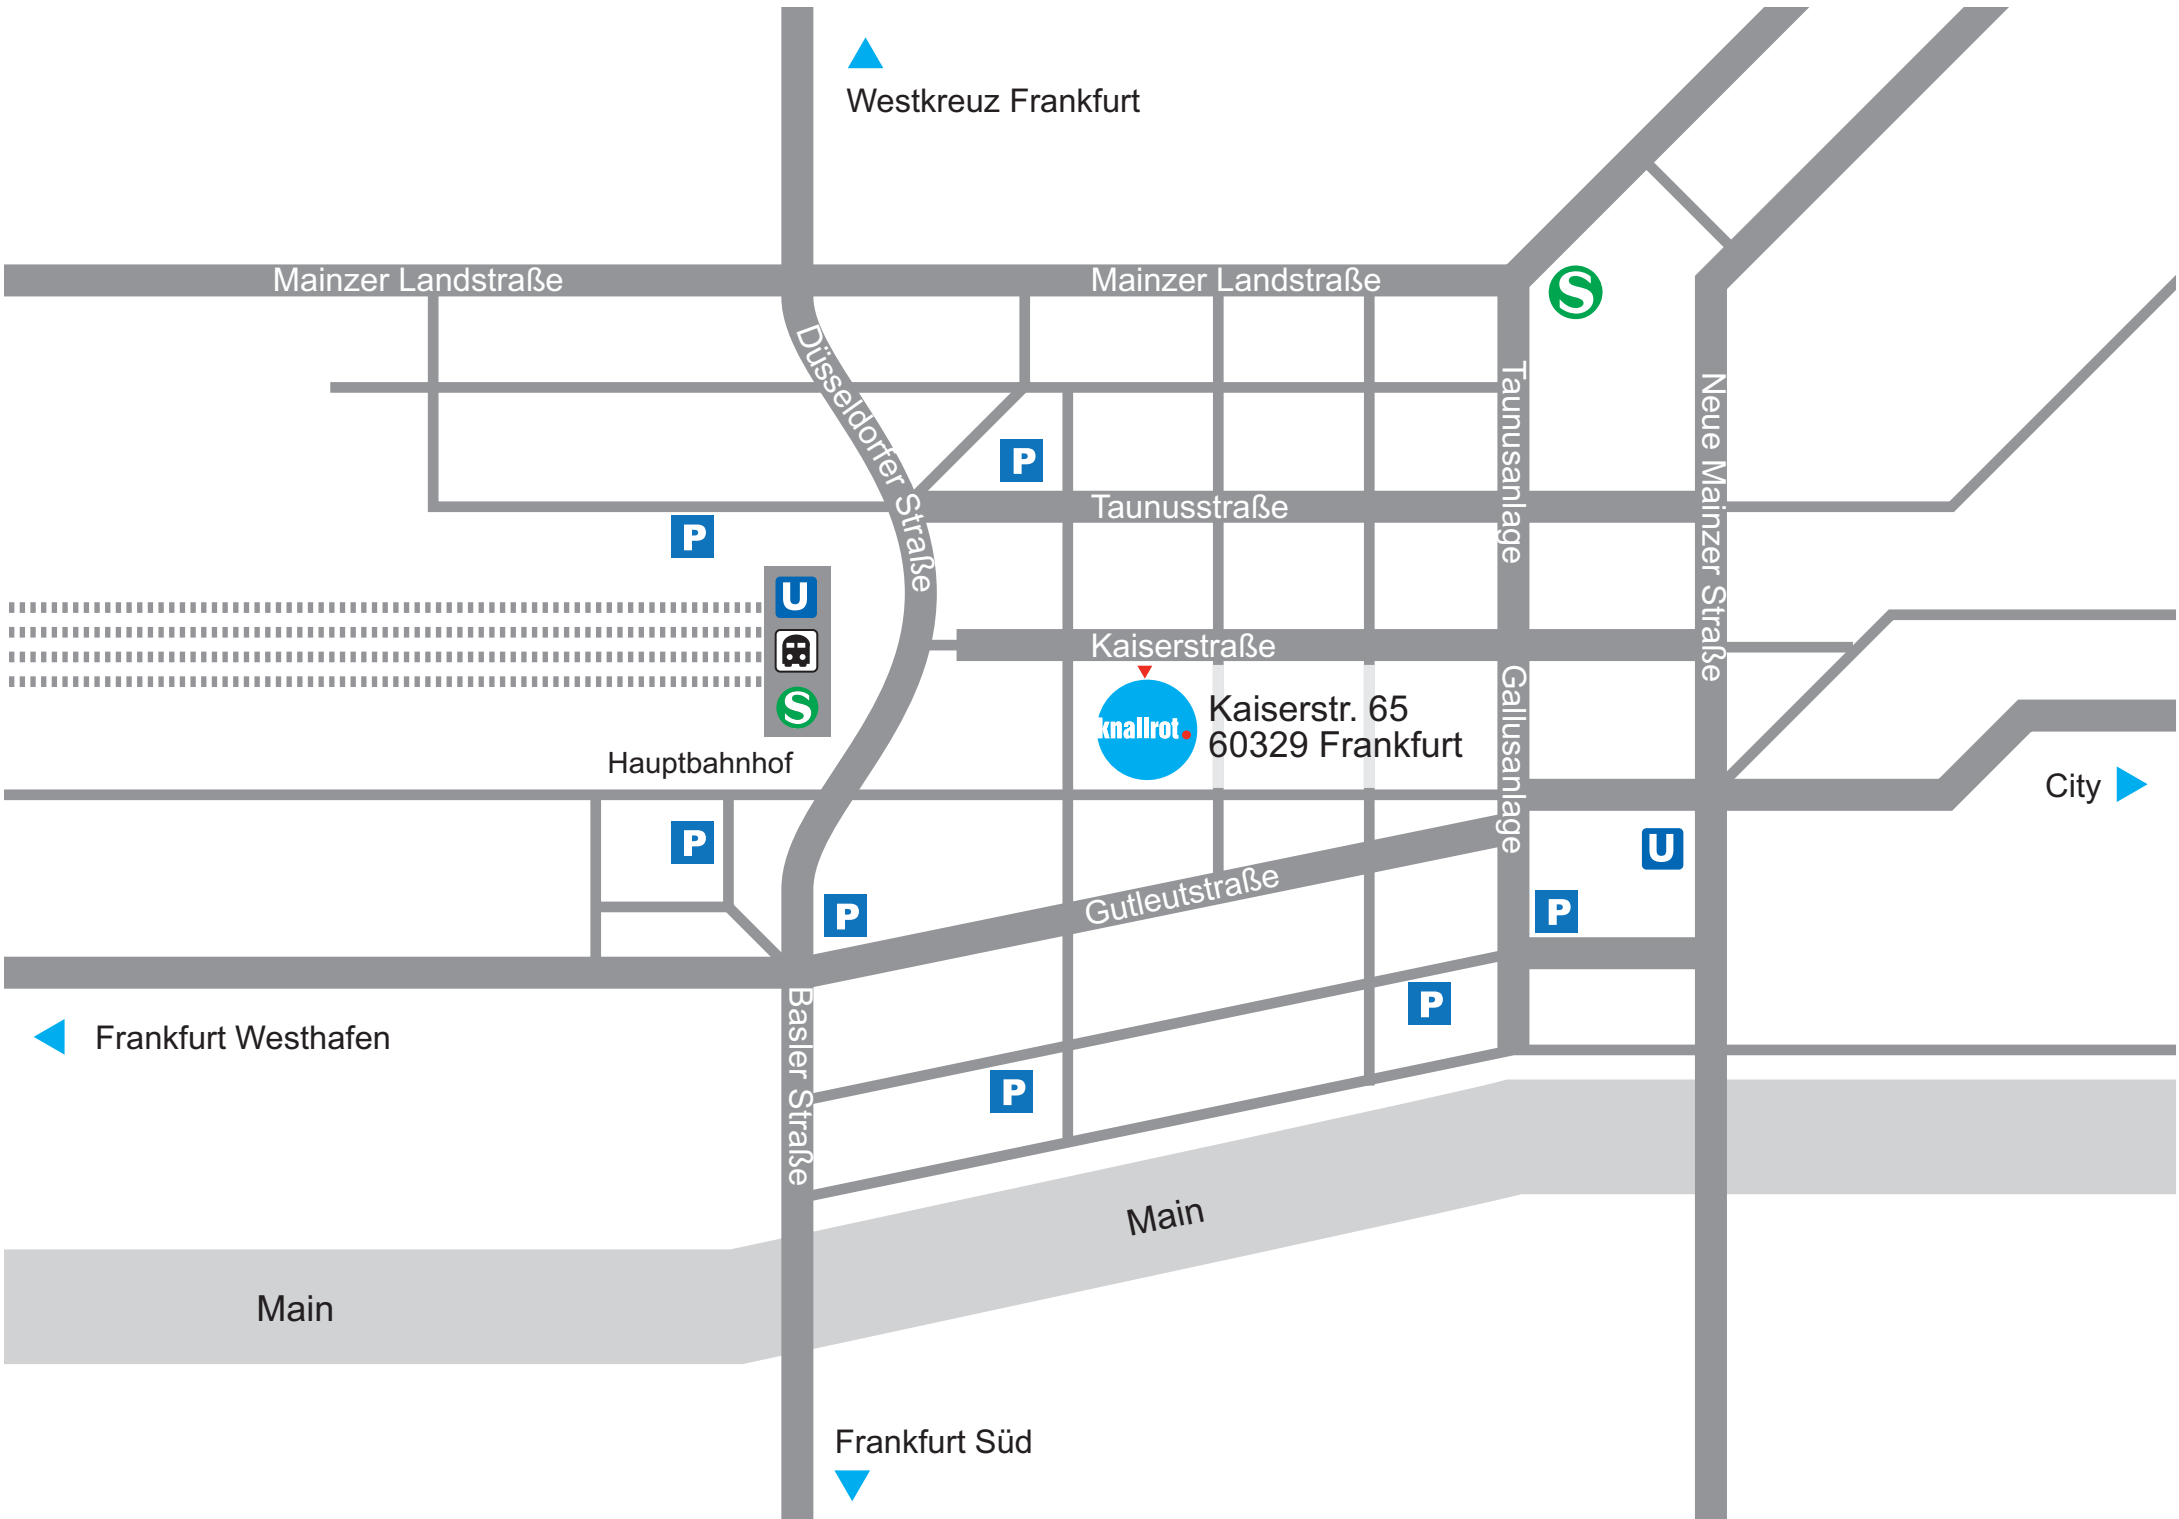 Westkreuz Frankfurt
Mainzer Landstraße
Mainzer Landstraße
S
Düsseldorfer Straße
Taunusanlage
Neue Mainzer Straße
P
Taunusstraße
P
U
Kaiserstraße
S
Gallusanlage
knallrot.
Kaiserstr. 65
60329 Frankfurt
Hauptbahnhof
City
P
U
Gutleutstraße
P
P
P
Basler Straße
Frankfurt Westhafen
P
Main
Main
Frankfurt Süd